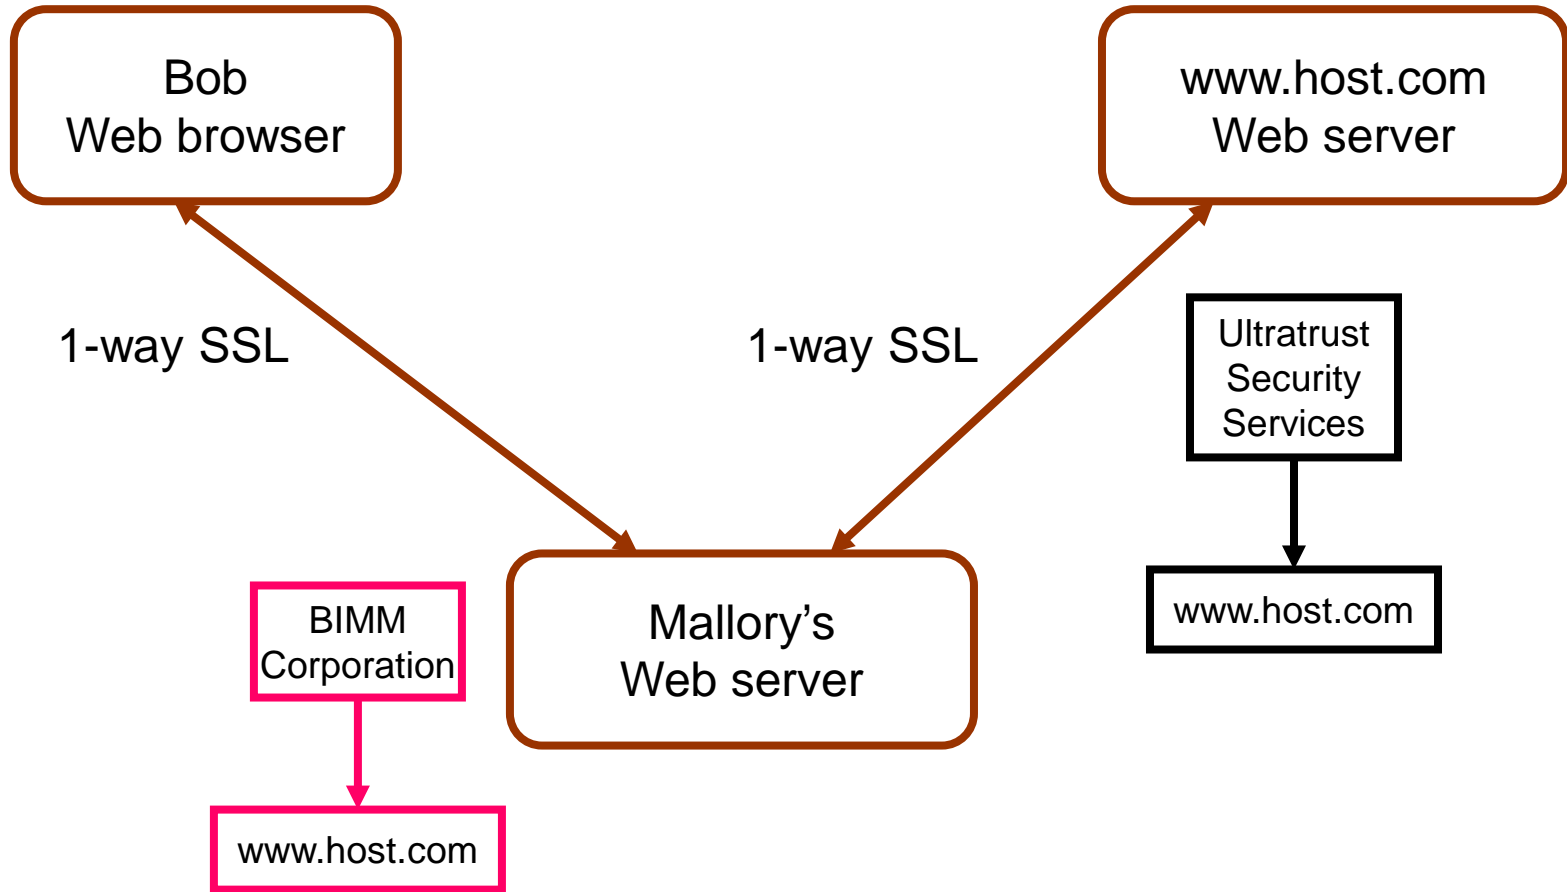 Bob
Web browser
www.host.com
Web server
1-way SSL
1-way SSL
Ultratrust
Security
Services
www.host.com
BIMM
Corporation
www.host.com
Mallory’s
Web server